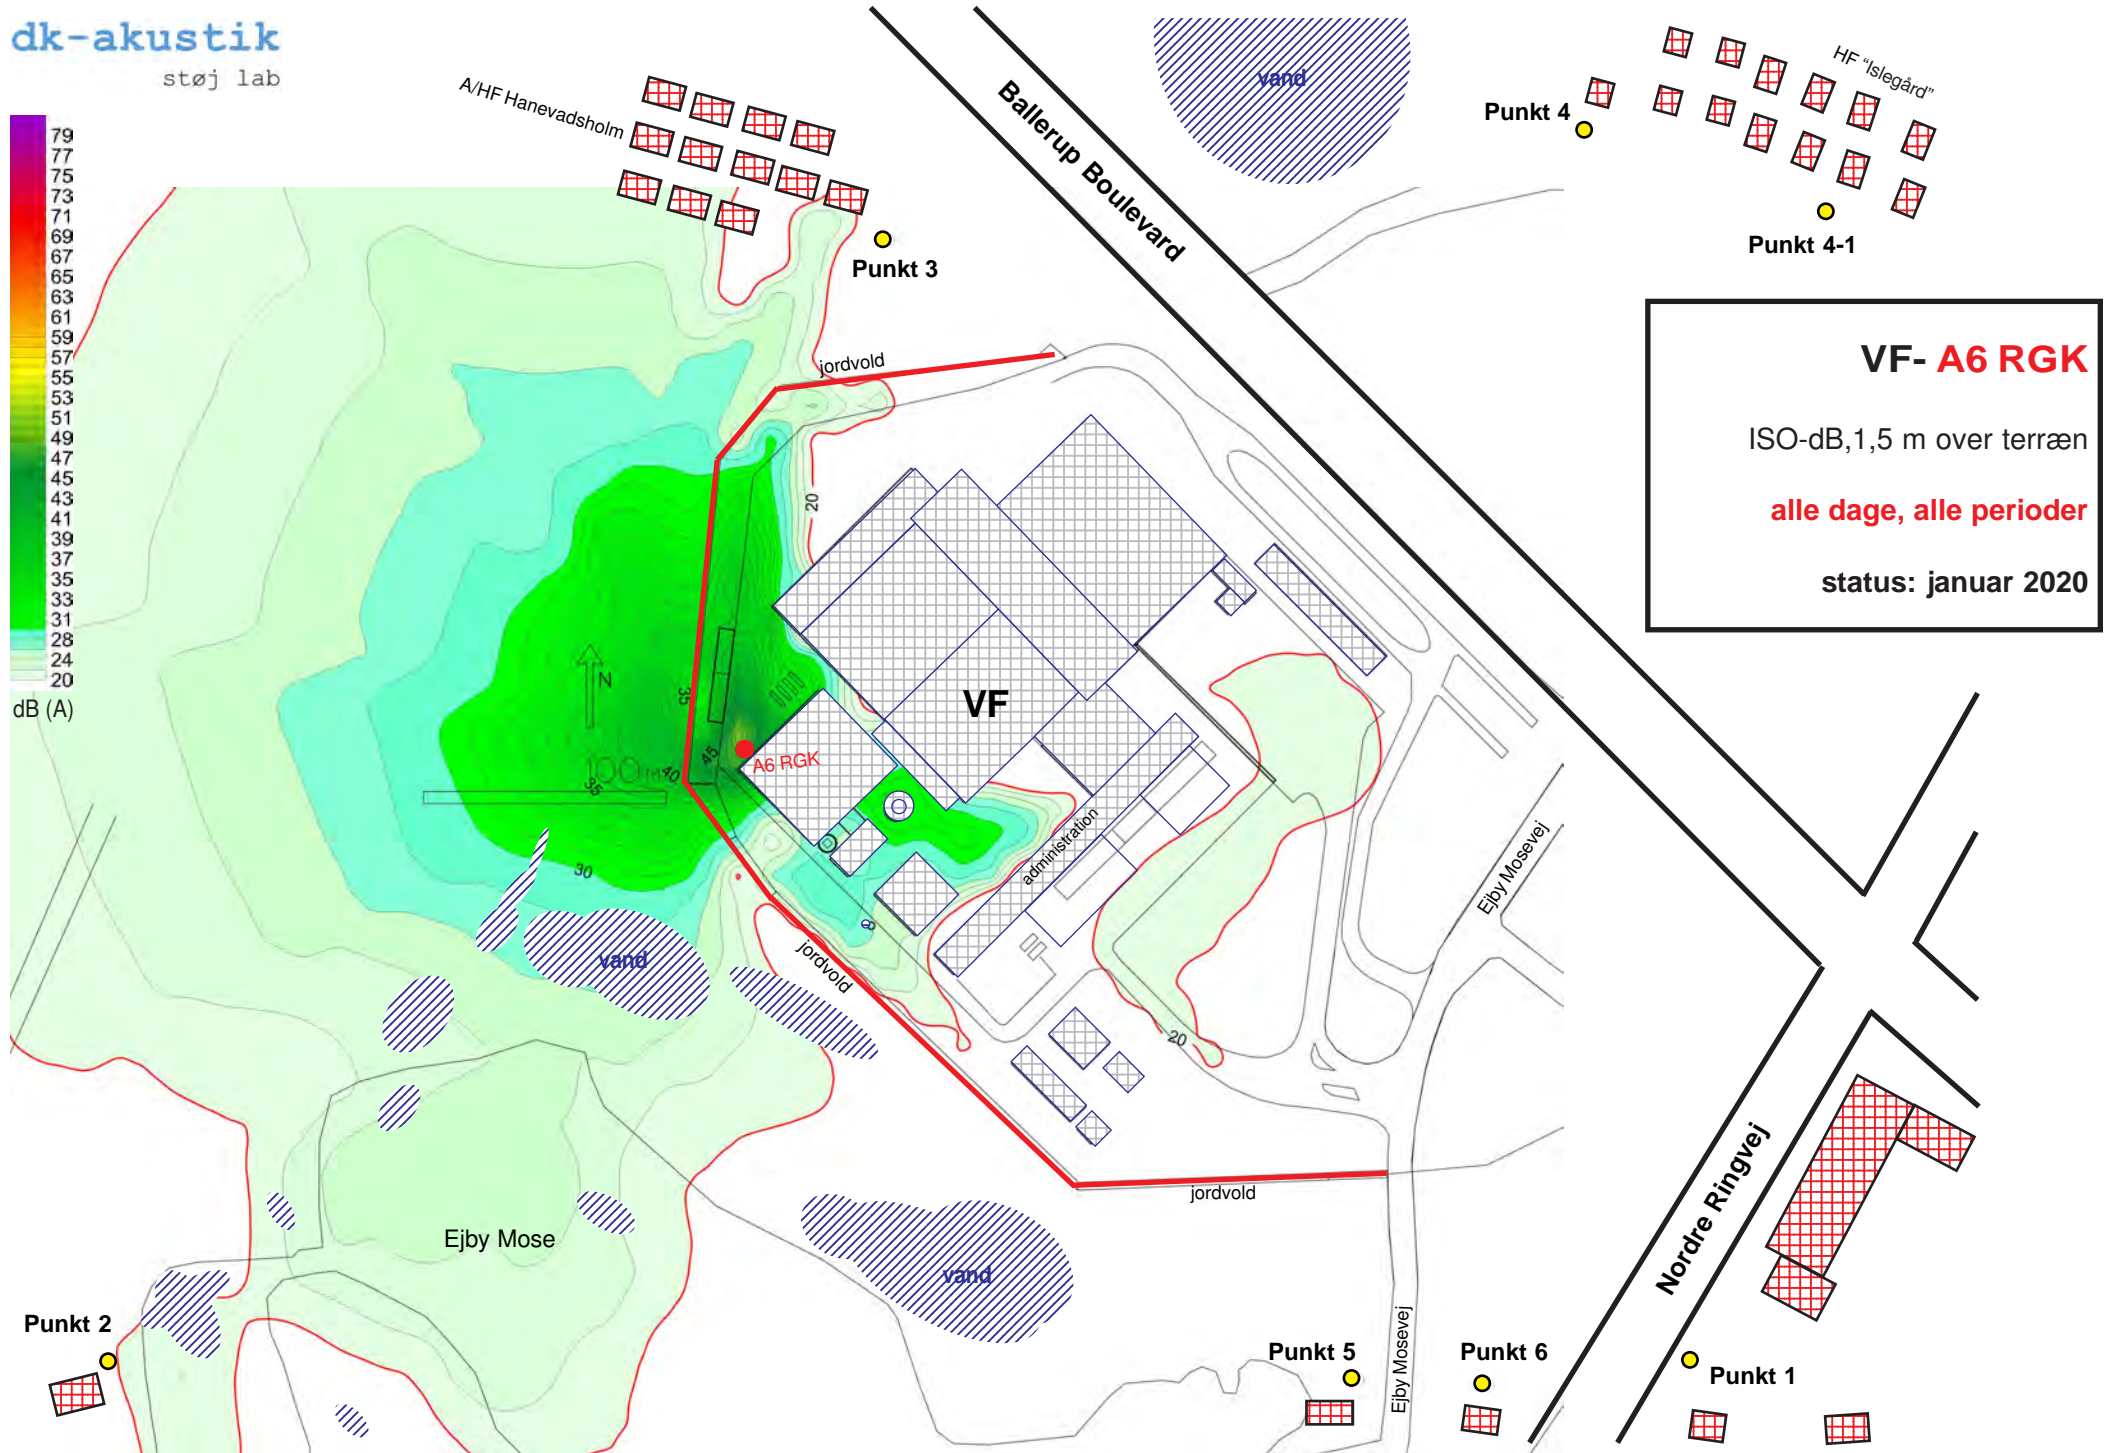 dk-akustik
støj lab
A/HF Hanevadsholm
Ballerup Boulevard
vand
Punkt 4
HF "Islegård"
Punkt 4-1
Punkt 3
79
77
75
73
71
69
67
65
63
61
59
57
55
53
51
49
47
45
43
41
39
37
35
33
31
28
24
20
dB (A)
VF- A6 RGK
ISO-dB,1,5 m over terræn
alle dage, alle perioder
status: januar 2020
jordvold
20
N
35
VF
45
A6 RGK
100 m
40
35
30
administration
Ejby Mosevej
vand
jordvold
20
jordvold
Nordre Ringvej
Ejby Mose
vand
Punkt 2
Punkt 5
Ejby Mosevej
Punkt 6
Punkt 1